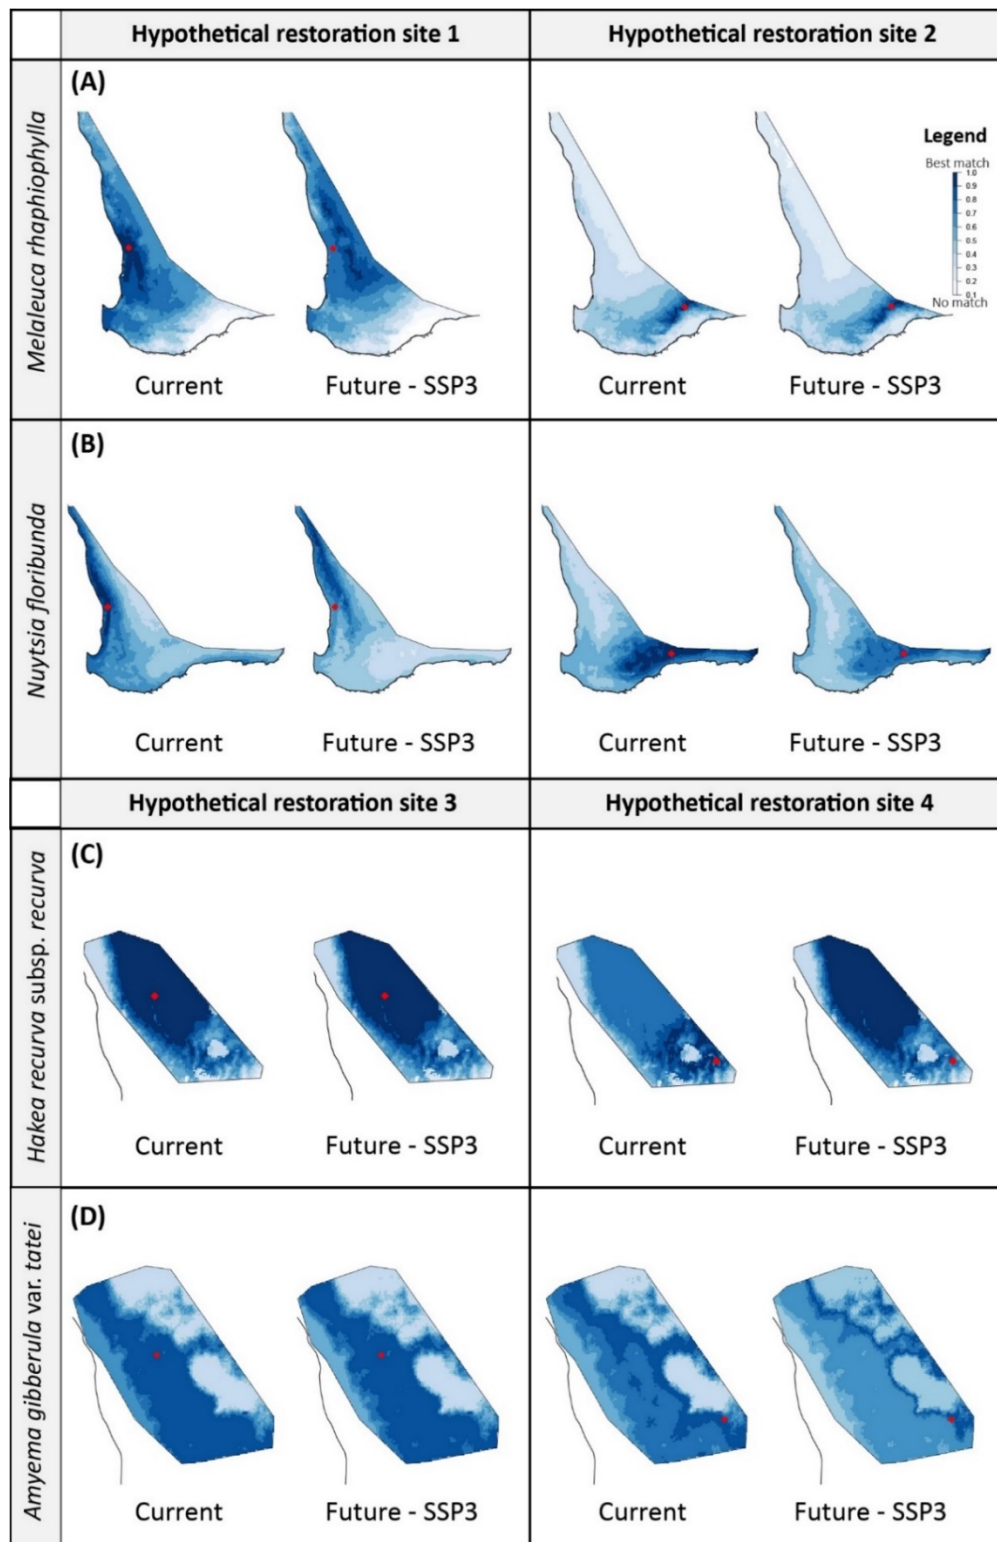 Hypothetical restoration site 1
Hypothetical restoration site 2
Melaleuca rhaphiophylla
(A)
Current
Future - SSP3
Current
Future - SSP3
Legend
Best match
1.0
0.9
0.8
0.7
0.6
0.5
0.4
0.3
0.2
0.1
No match
Nuytsia floribunda
(B)
Current
Future - SSP3
Current
Future - SSP3
Hypothetical restoration site 3
Hypothetical restoration site 4
Hakea recurva subsp. recurva
(C)
Current
Future - SSP3
Current
Future - SSP3
Amyema gibberula var. tatei
(D)
Current
Future - SSP3
Current
Future - SSP3